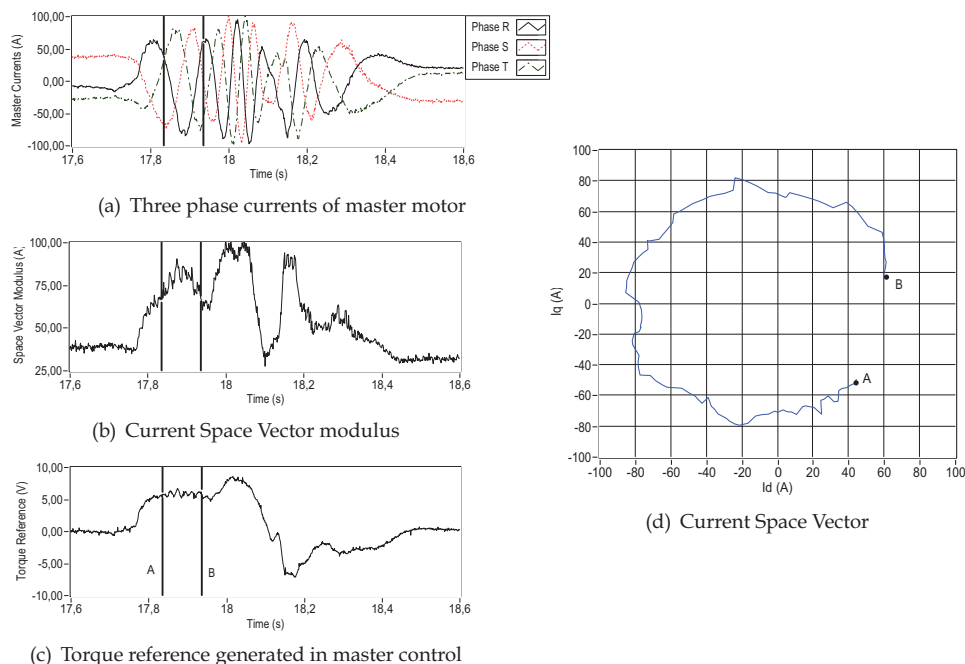 100,00
50,00
0,00
-50,00
-100,00
Master Currents (A)
17,6
17,8
18
18,2
18,4
18,6
Time (s)
Phase R
Phase S
Phase T
(a) Three phase currents of master motor
100,00
75,00
50,00
25,00
Space Vector Modulus (A)
17,6
17,8
18
18,2
18,4
18,6
Time (s)
(b) Current Space Vector modulus
10,00
5,00
0,00
-5,00
-10,00
Torque Reference (V)
A
B
17,6
17,8
18
18,2
18,4
18,6
Time (s)
(c) Torque reference generated in master control
100
80
60
40
20
0
-20
-40
-60
-80
-100
Iq (A)
B
A
-100
-80
-60
-40
-20
0
20
40
60
80
100
Id (A)
(d) Current Space Vector